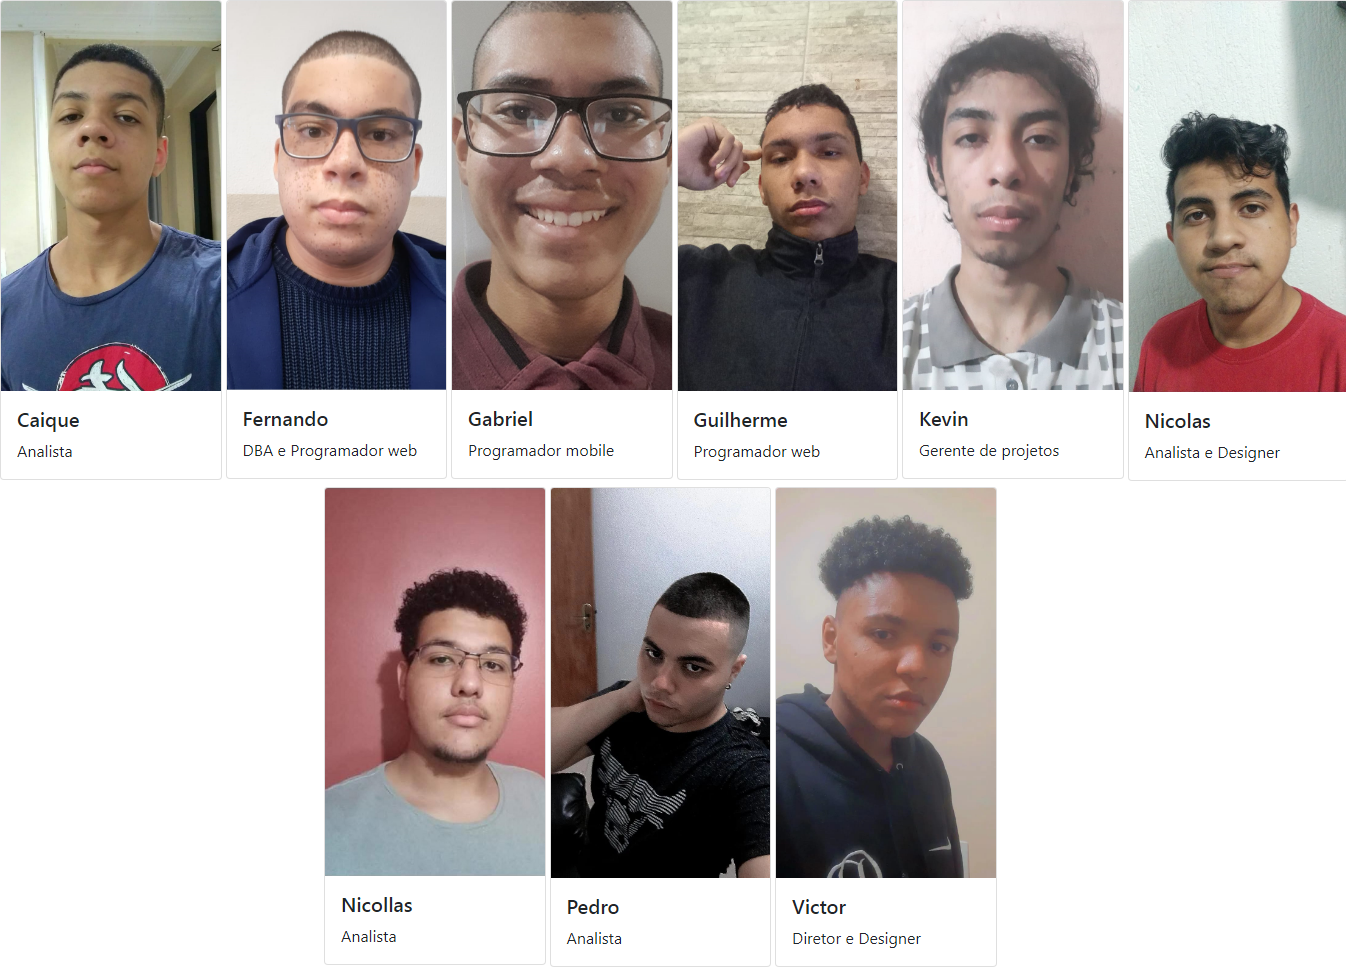 Caique
Analista
Fernando
DBA e Programador web
Gabriel
Programador mobile
Guilherme
Programador web
Kevin
Gerente de projetos
Nicolas
Analista e Designer
Nicollas
Analista
Pedro
Analista
Victor
Diretor e Designer